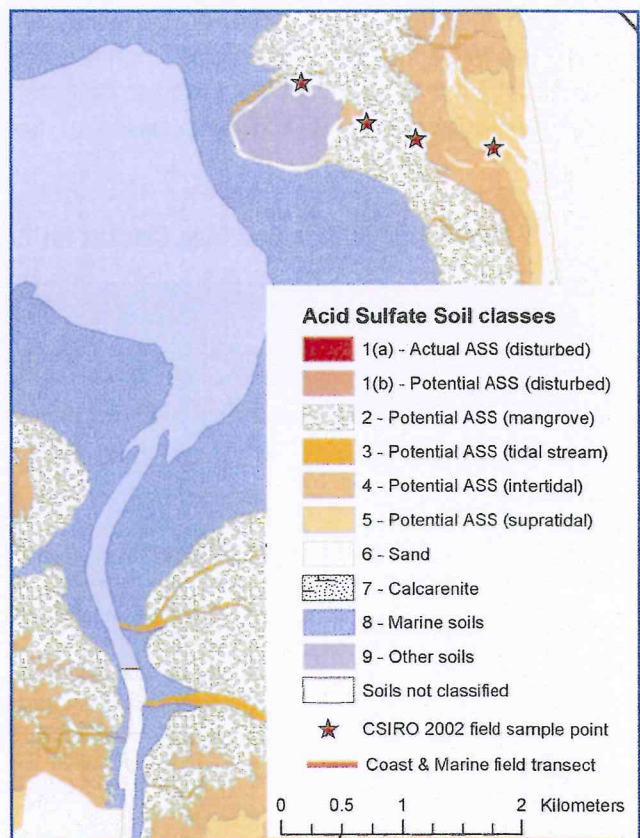 Acid Sulfate Soil classes
1(a) - Actual ASS (disturbed)
1(b) - Potential ASS (disturbed)
2 - Potential ASS (mangrove)
3 - Potential ASS (tidal stream)
4 - Potential ASS (intertidal)
5 - Potential ASS (supratidal)
6 - Sand
7 - Calcarenite
8 - Marine soils
9 - Other soils
Soils not classified
CSIRO 2002 field sample point
Coast & Marine field transect
0 0.5 1 2 Kilometers